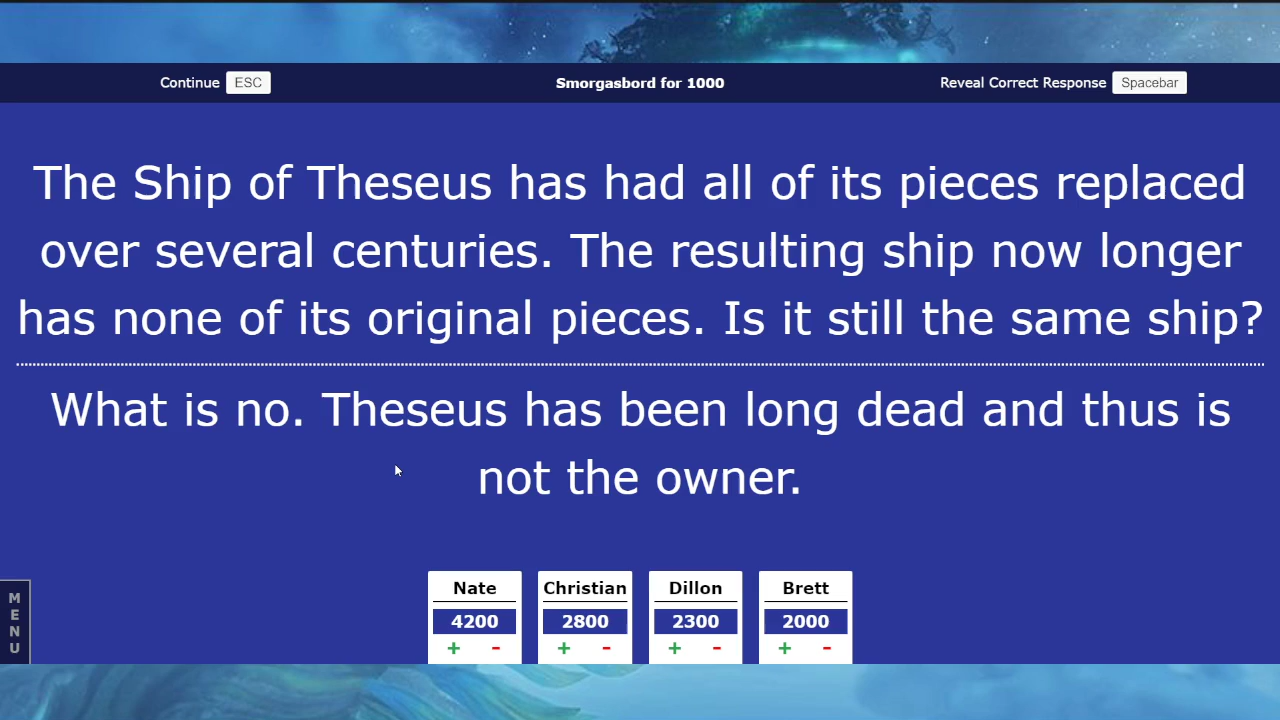 Continue ESC Smorgasbord for 1000 Reveal Correct Response Spacebar
The Ship of Theseus has had all of its pieces replaced
over several centuries. The resulting ship now longer
has none of its original pieces. Is it still the same ship?
What is no. Theseus has been long dead and thus is
not the owner.
MENU
Nate Christian Dillon Brett
4200 2800 2300 2000
+ - + - + - + -